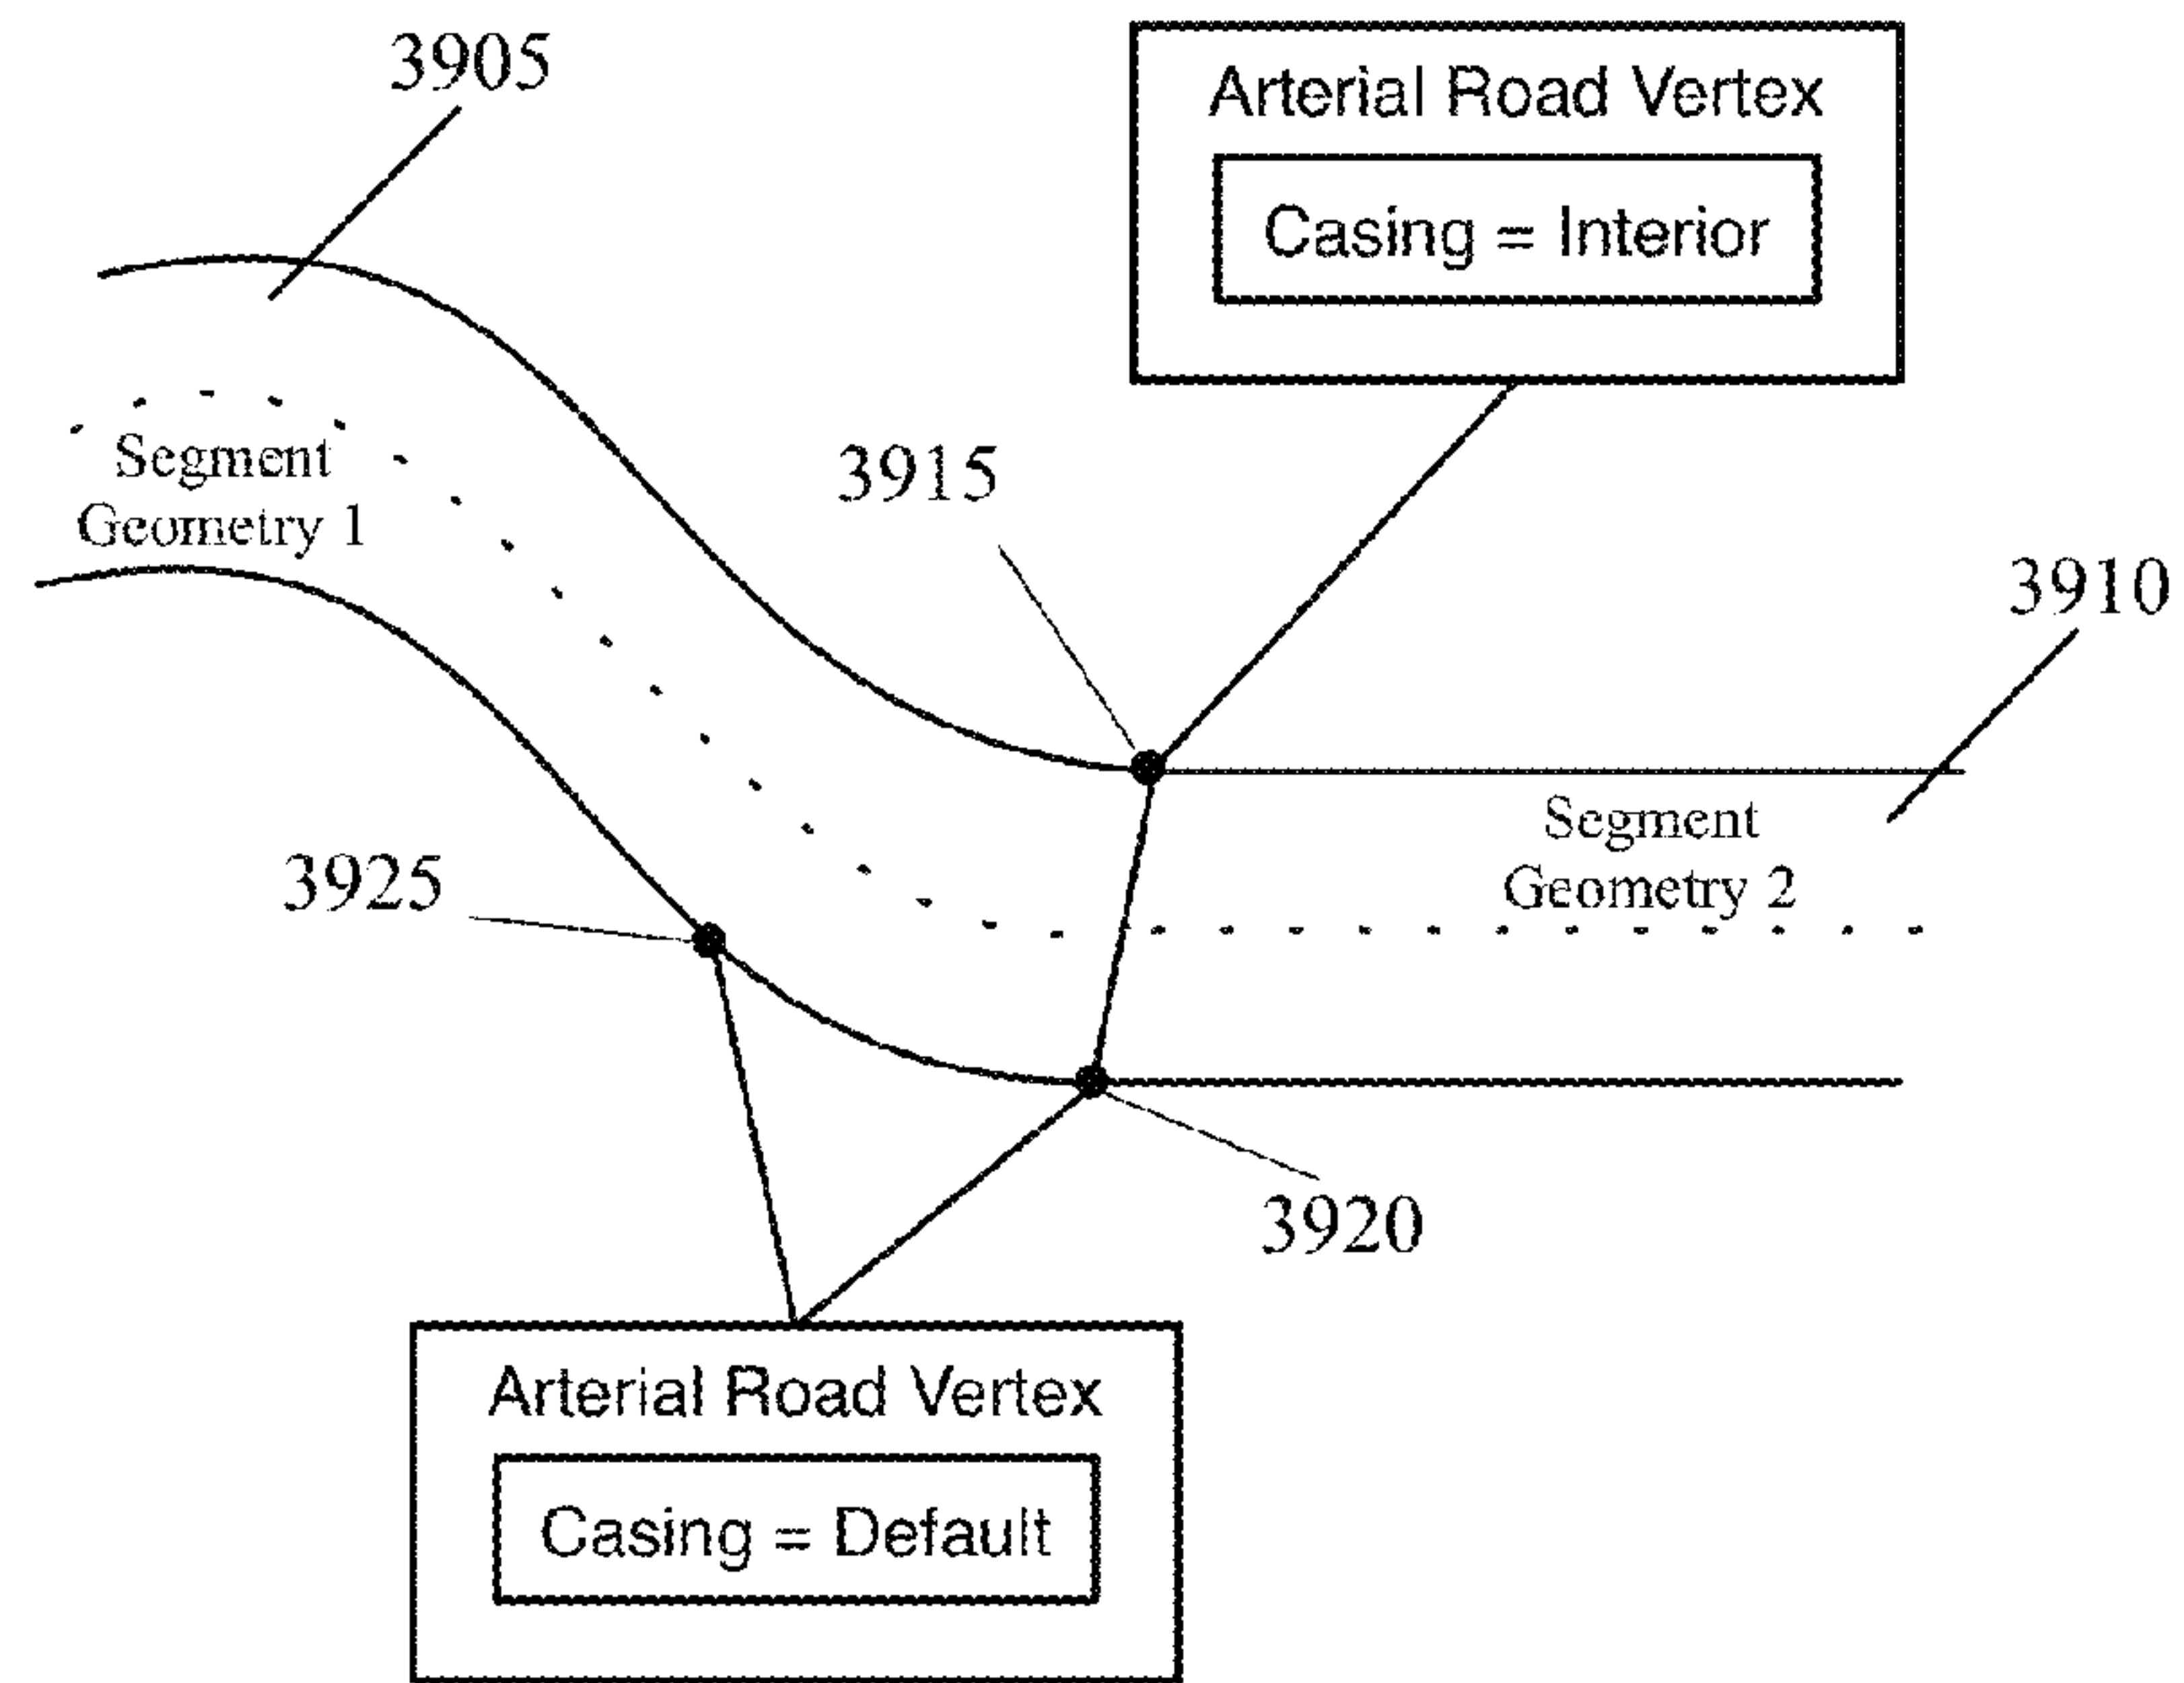 3905
Arterial Road Vertex
Casing = Interior
Segment
Geometry 1
3915
3910
Segment
Geometry 2
3925
3920
Arterial Road Vertex
Casing = Default